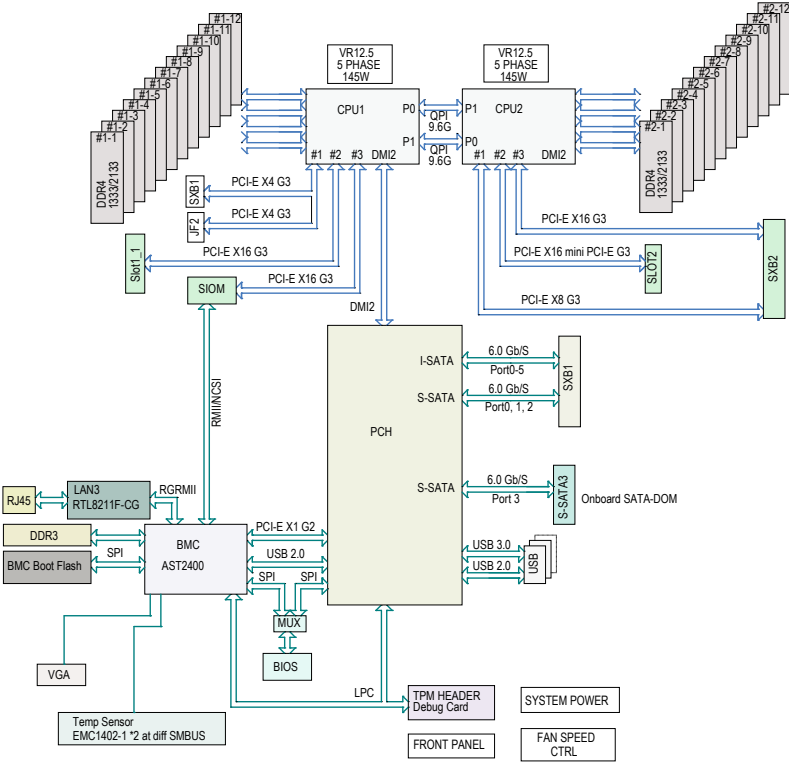 #1-12
#1-11
#1-10
#1-9
#1-8
#1-7
#1-6
#1-5
#1-4
#1-3
#1-2
#1-1
DDR4
1333/2133
#2-12
#2-11
#2-10
#2-9
#2-8
#2-7
#2-6
#2-5
#2-4
#2-3
#2-2
#2-1
DDR4
1333/2133
VR12.5
5 PHASE
145W
VR12.5
5 PHASE
145W
CPU1
P0
P1
#1 #2 #3 DMI2
QPI
9.6G
QPI
9.6G
P1
CPU2
P0
#1 #2 #3 DMI2
SXB1
PCI-E X4 G3
JF2
PCI-E X4 G3
Slot1_1
PCI-E X16 G3
SIOM
PCI-E X16 G3
DMI2
PCI-E X16 G3
PCI-E X16 mini PCI-E G3
SLOT2
PCI-E X8 G3
SXB2
RMII/NCSI
PCH
I-SATA
6.0 Gb/S
Port0-5
S-SATA
6.0 Gb/S
Port0, 1, 2
SXB1
S-SATA
6.0 Gb/S
Port 3
S-SATA3
Onboard SATA-DOM
USB 3.0
USB 2.0
USB
RJ45
LAN3
RTL8211F-CG
RGRMII
DDR3
BMC Boot Flash
SPI
BMC
AST2400
PCI-E X1 G2
USB 2.0
SPI
SPI
MUX
BIOS
VGA
Temp Sensor
EMC1402-1 *2 at diff SMBUS
LPC
TPM HEADER
Debug Card
SYSTEM POWER
FRONT PANEL
FAN SPEED
CTRL